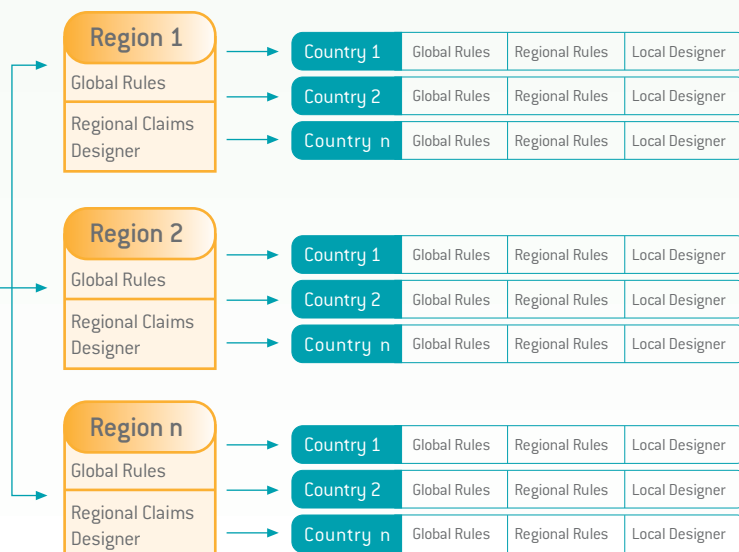 Region 1
Global Rules
Regional Claims
Designer
Country 1 Global Rules Regional Rules Local Designer
Country 2 Global Rules Regional Rules Local Designer
Country n Global Rules Regional Rules Local Designer
Region 2
Global Rules
Regional Claims
Designer
Country 1 Global Rules Regional Rules Local Designer
Country 2 Global Rules Regional Rules Local Designer
Country n Global Rules Regional Rules Local Designer
Region n
Global Rules
Regional Claims
Designer
Country 1 Global Rules Regional Rules Local Designer
Country 2 Global Rules Regional Rules Local Designer
Country n Global Rules Regional Rules Local Designer